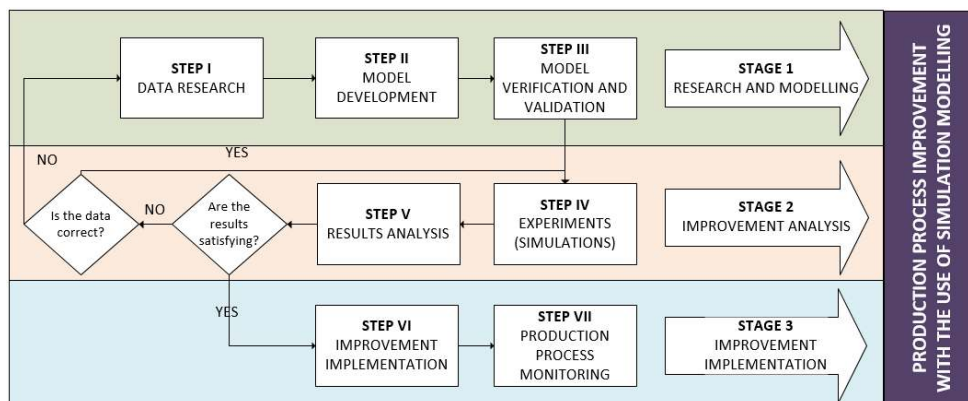 STEP I
DATA RESEARCH
STEP II
MODEL
DEVELOPMENT
STEP III
MODEL
VERIFICATION AND
VALIDATION
STAGE 1
RESEARCH AND MODELLING
NO
YES
Is the data
correct?
NO
Are the
results
satisfying?
STEP V
RESULTS ANALYSIS
STEP IV
EXPERIMENTS
(SIMULATIONS)
STAGE 2
IMPROVEMENT ANALYSIS
YES
STEP VI
IMPROVEMENT
IMPLEMENTATION
STEP VII
PRODUCTION
PROCESS
MONITORING
STAGE 3
IMPROVEMENT
IMPLEMENTATION
PRODUCTION PROCESS IMPROVEMENT
WITH THE USE OF SIMULATION MODELLING